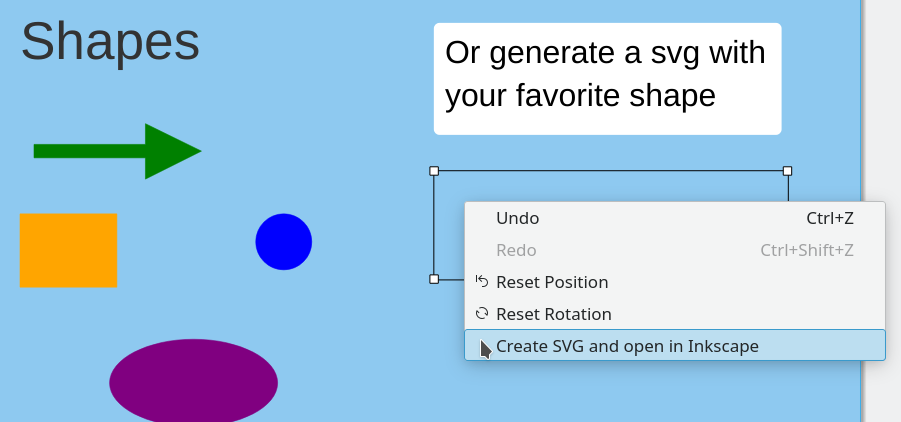 Shapes
Or generate a svg with
your favorite shape
Undo Ctrl+Z
Redo Ctrl+Shift+Z
Reset Position
Reset Rotation
Create SVG and open in Inkscape